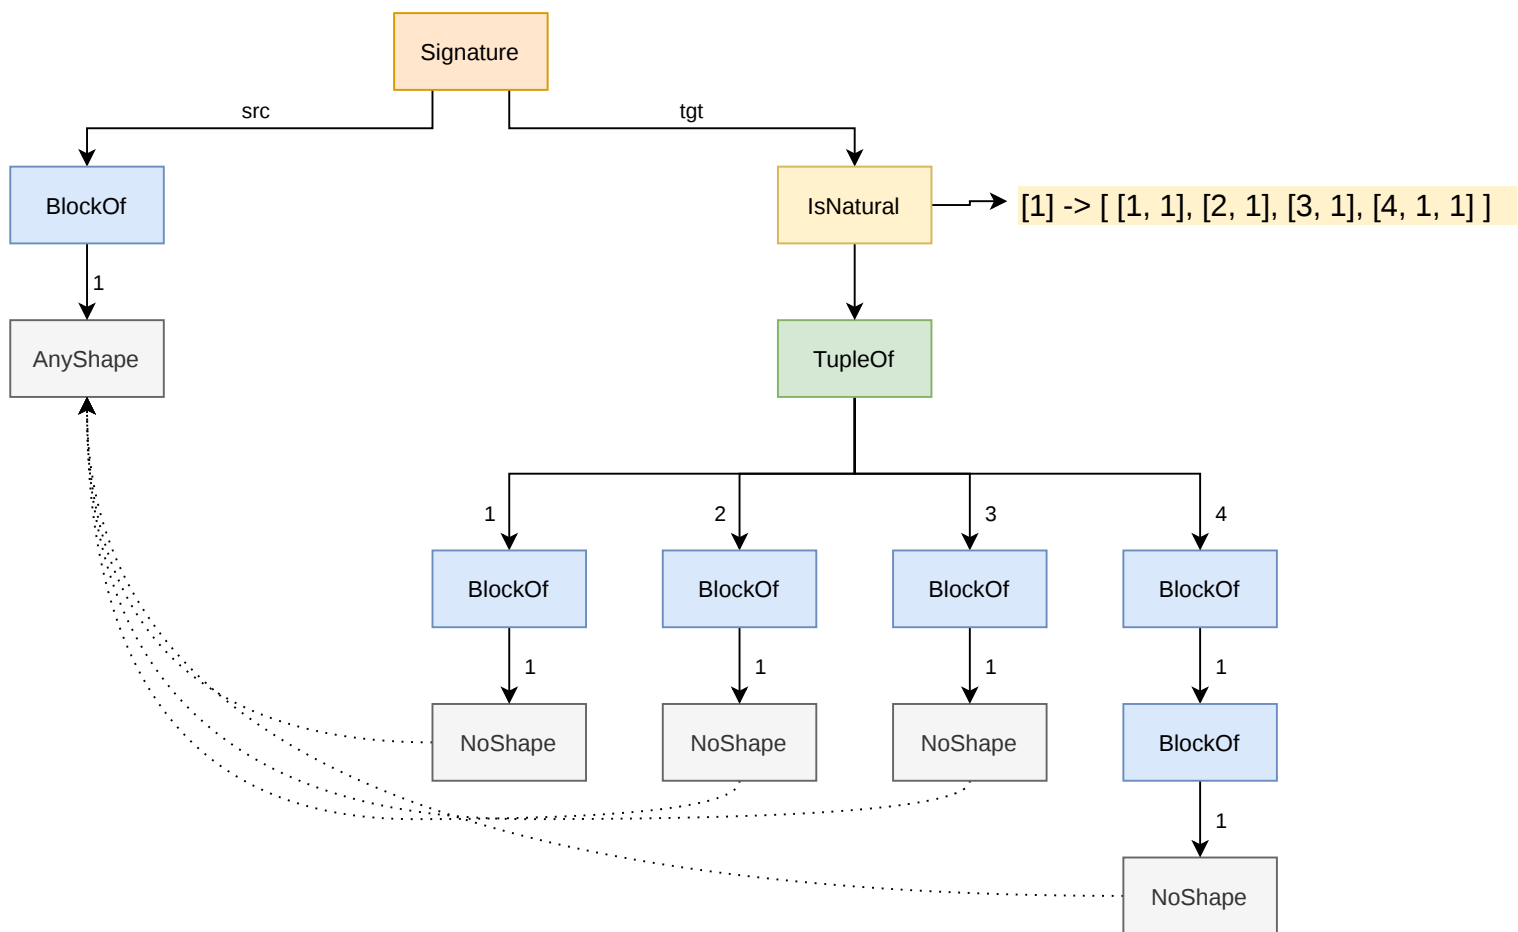 Signature
src
tgt
BlockOf
IsNatural
[1] -> [ [1, 1], [2, 1], [3, 1], [4, 1, 1] ]
1
AnyShape
TupleOf
1
2
3
4
BlockOf
BlockOf
BlockOf
BlockOf
1
1
1
1
NoShape
NoShape
NoShape
BlockOf
1
NoShape